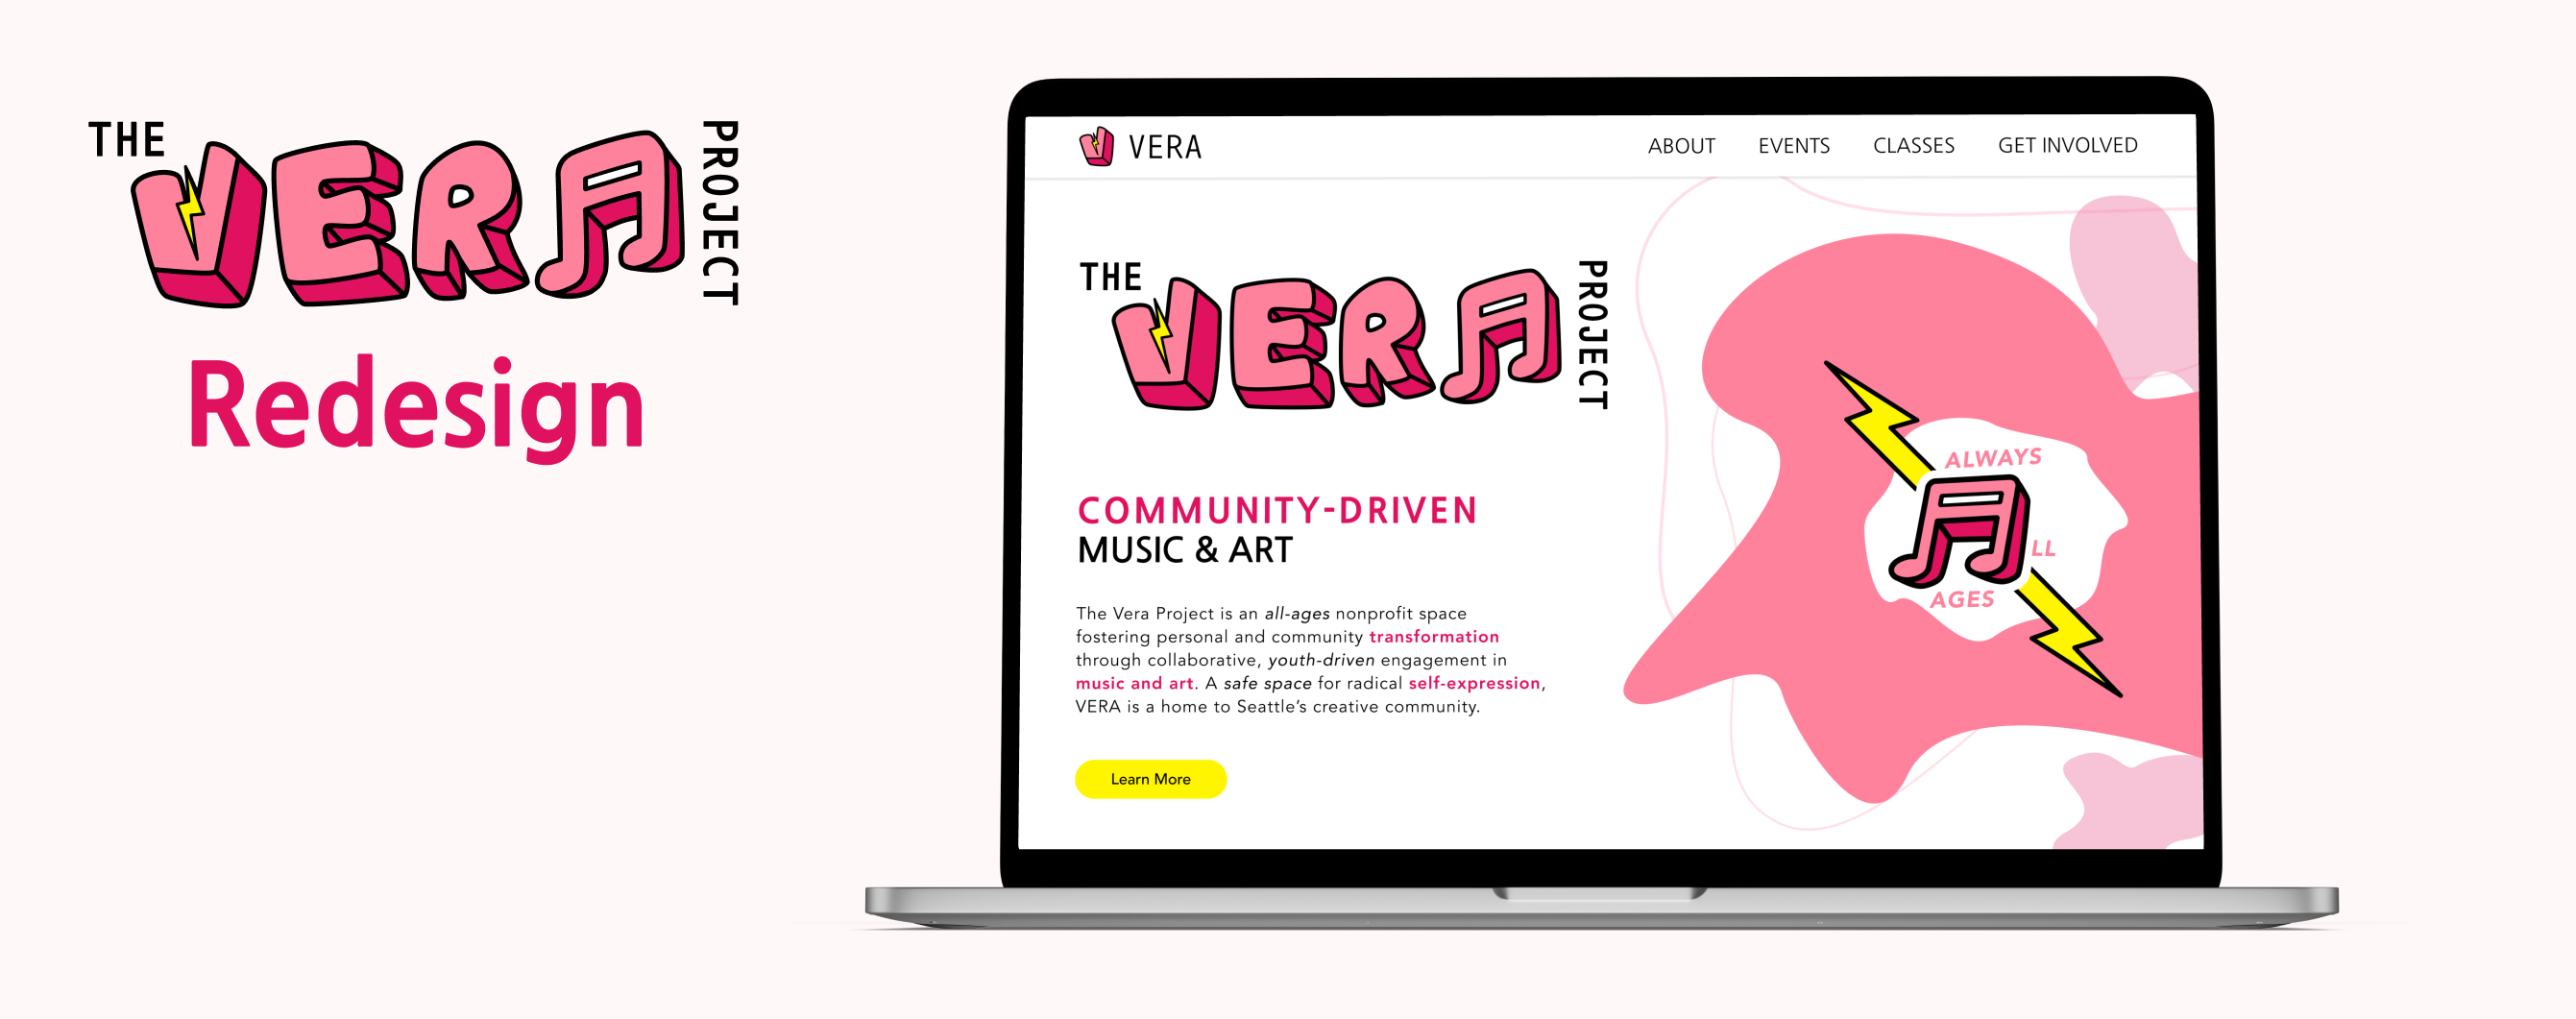 THE
VERA
PROJECT
Redesign
VERA
ABOUT EVENTS CLASSES GET INVOLVED
THE
VERA
PROJECT
COMMUNITY-DRIVEN
MUSIC & ART
The Vera Project is an all-ages nonprofit space
fostering personal and community transformation
through collaborative, youth-driven engagement in
music and art. A safe space for radical self-expression,
VERA is a home to Seattle’s creative community.
Learn More
ALWAYS
ALL
AGES